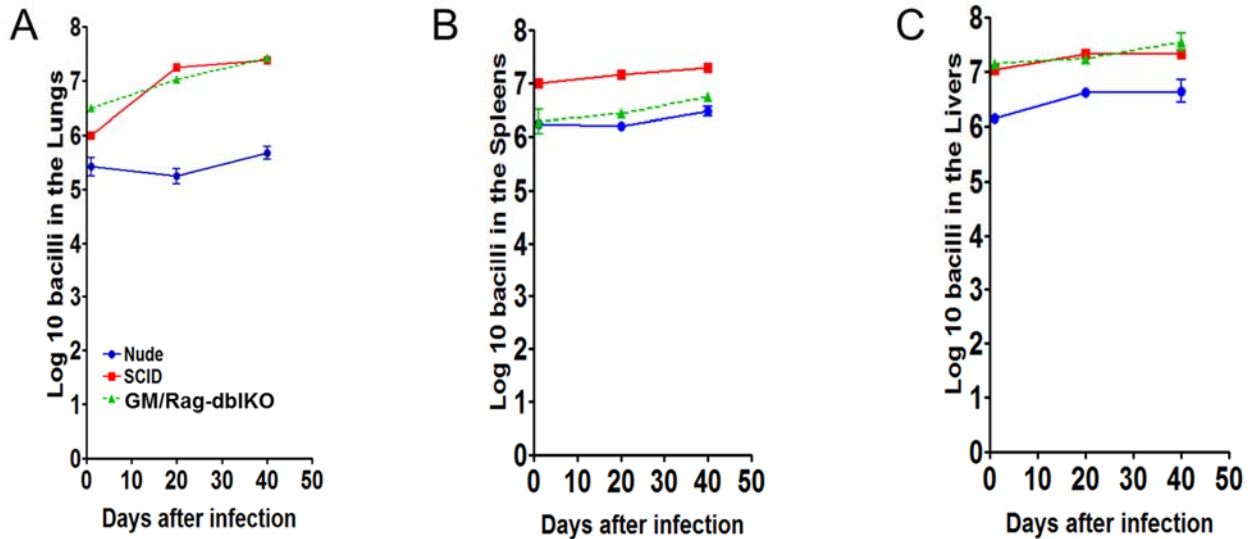 A
Log 10 bacilli in the Lungs
8
7
6
5
4
3
2
1
0
Nude
SCID
GM/Rag-dblKO
0 10 20 30 40 50
Days after infection
B
Log 10 bacilli in the Spleens
8
7
6
5
4
3
2
1
0
0 10 20 30 40 50
Days after infection
C
Log 10 bacilli in the Livers
8
7
6
5
4
3
2
1
0
0 10 20 30 40 50
Days after infection